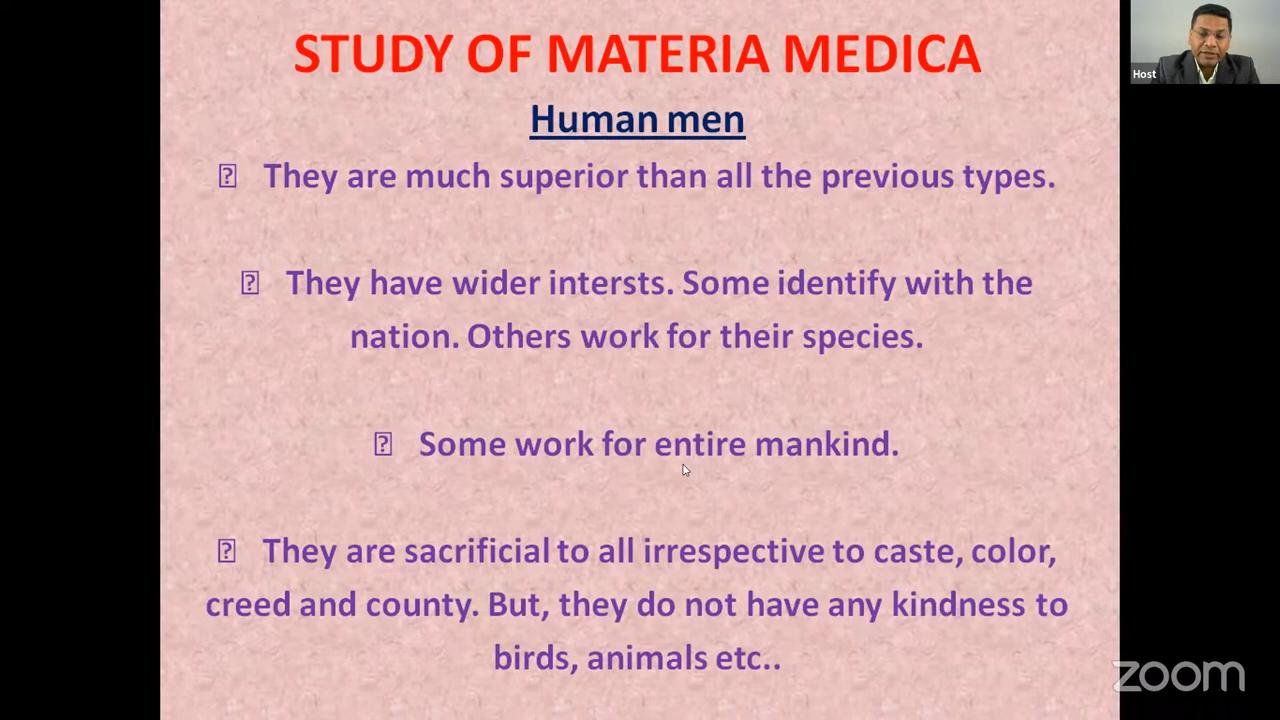 STUDY OF MATERIA MEDICA
Host
Human men
They are much superior than all the previous types.
They have wider intersts. Some identify with the
nation. Others work for their species.
Some work for entire mankind.
They are sacrificial to all irrespective to caste, color,
creed and county. But, they do not have any kindness to
birds, animals etc..
zoom